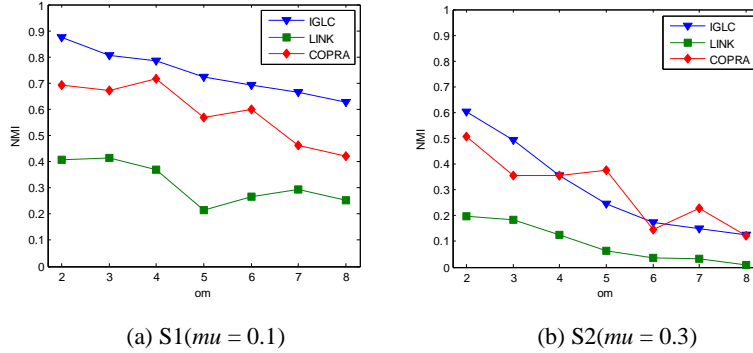 1
0.9
0.8
0.7
0.6
0.5
0.4
0.3
0.2
0.1
0
NMI
2 3 4 5 6 7 8
om
IGLC
LINK
COPRA
(a) S1(mu = 0.1)
1
0.9
0.8
0.7
0.6
0.5
0.4
0.3
0.2
0.1
0
NMI
2 3 4 5 6 7 8
om
IGLC
LINK
COPRA
(b) S2(mu = 0.3)